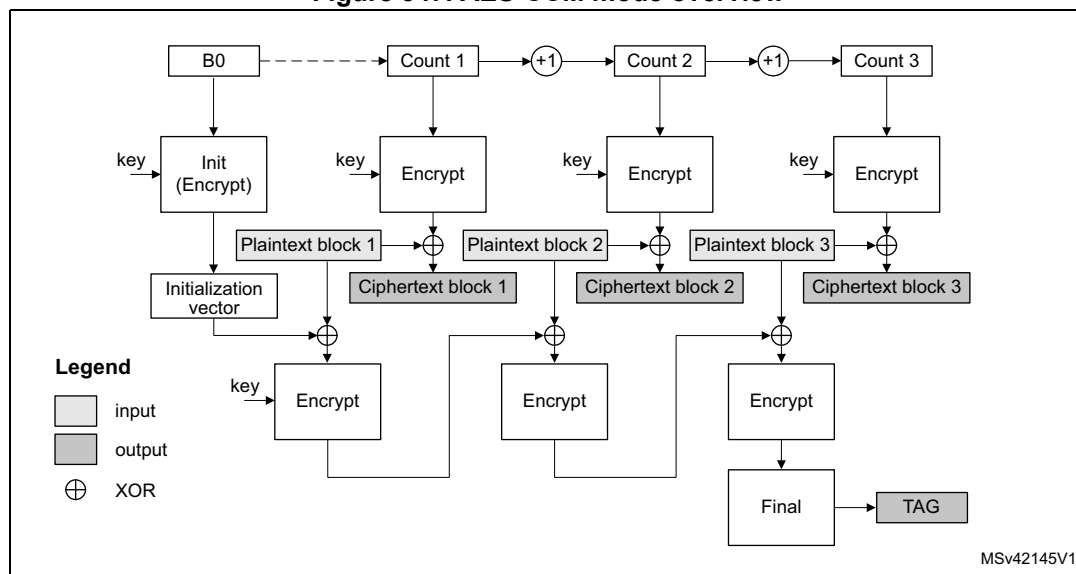 Figure AES-CCM mode overview
B0
Count 1
+1
Count 2
+1
Count 3
key
Init
(Encrypt)
key
Encrypt
key
Encrypt
key
Encrypt
Plaintext block 1
Plaintext block 2
Plaintext block 3
Ciphertext block 1
Ciphertext block 2
Ciphertext block 3
Initialization
vector
Legend
input
output
XOR
key
Encrypt
Encrypt
Encrypt
Final
TAG
MSv42145V1